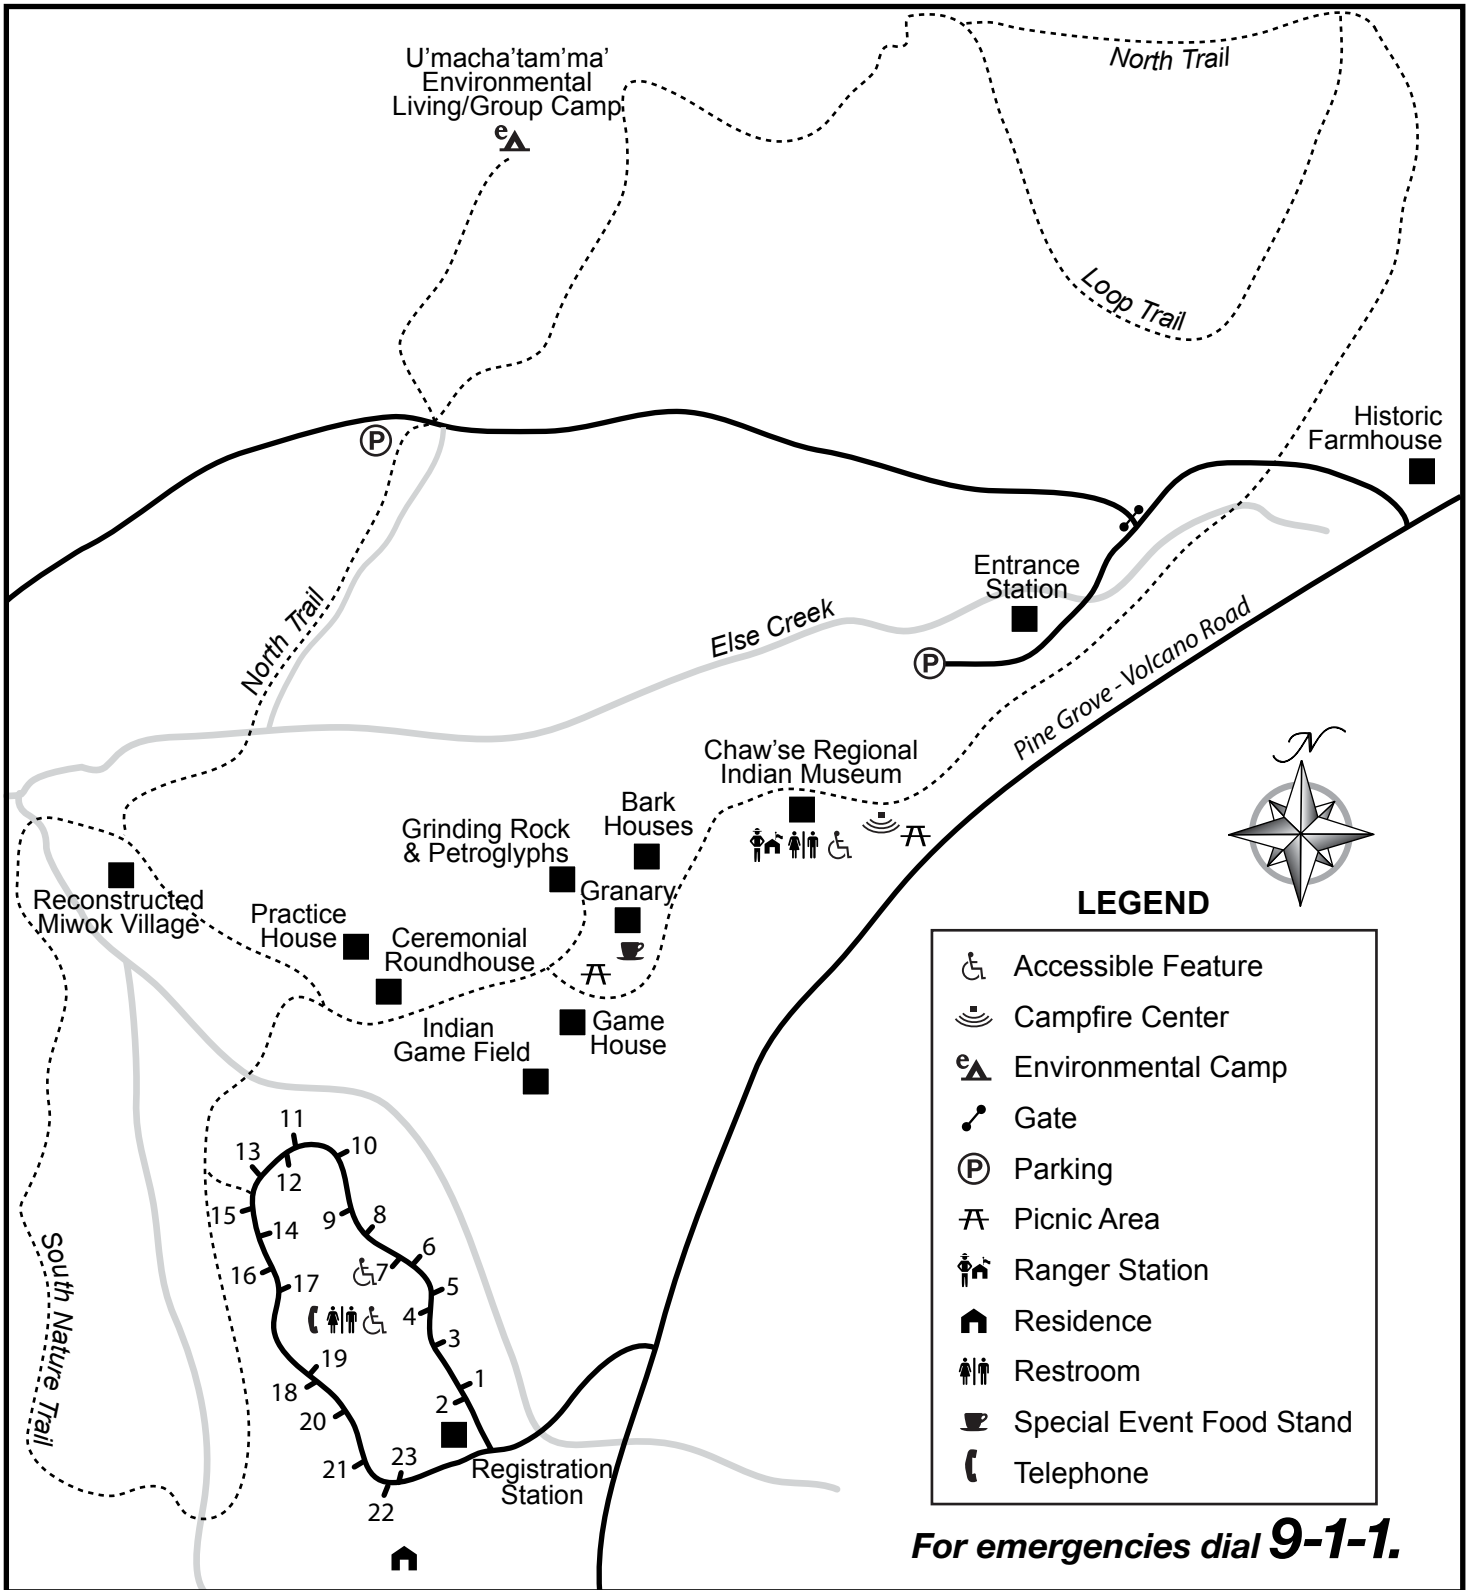 U'macha'tam'ma'
Environmental
Living/Group Camp
e
North Trail
Loop Trail
Historic
Farmhouse
P
Entrance
Station
North Trail
Else Creek
P
Pine Grove - Volcano Road
N
Chaw'se Regional
Indian Museum
Bark
Houses
Grinding Rock
& Petroglyphs
Granary
Reconstructed
Miwok Village
Practice
House
Ceremonial
Roundhouse
Indian
Game Field
Game
House
11
13
10
12
15
9
8
14
6
16
17
7
5
4
3
19
18
1
2
20
21
23
22
Registration
Station
South Nature Trail
LEGEND
Accessible Feature
Campfire Center
e
Environmental Camp
Gate
P
Parking
Picnic Area
Ranger Station
Residence
Restroom
Special Event Food Stand
Telephone
For emergencies dial 9-1-1.